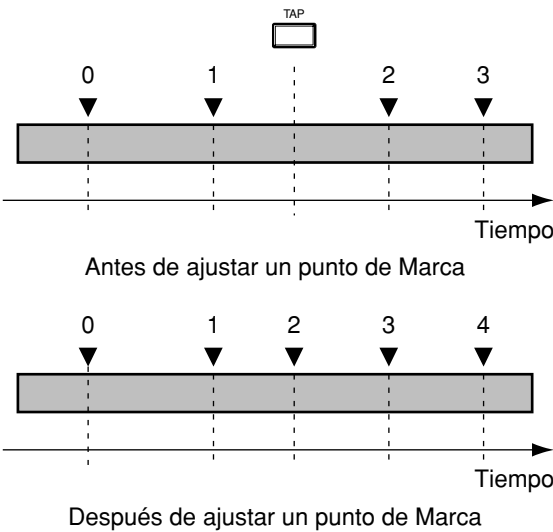 TAP
0 1 2 3
Tiempo
Antes de ajustar un punto de Marca
0 1 2 3 4
Tiempo
Después de ajustar un punto de Marca